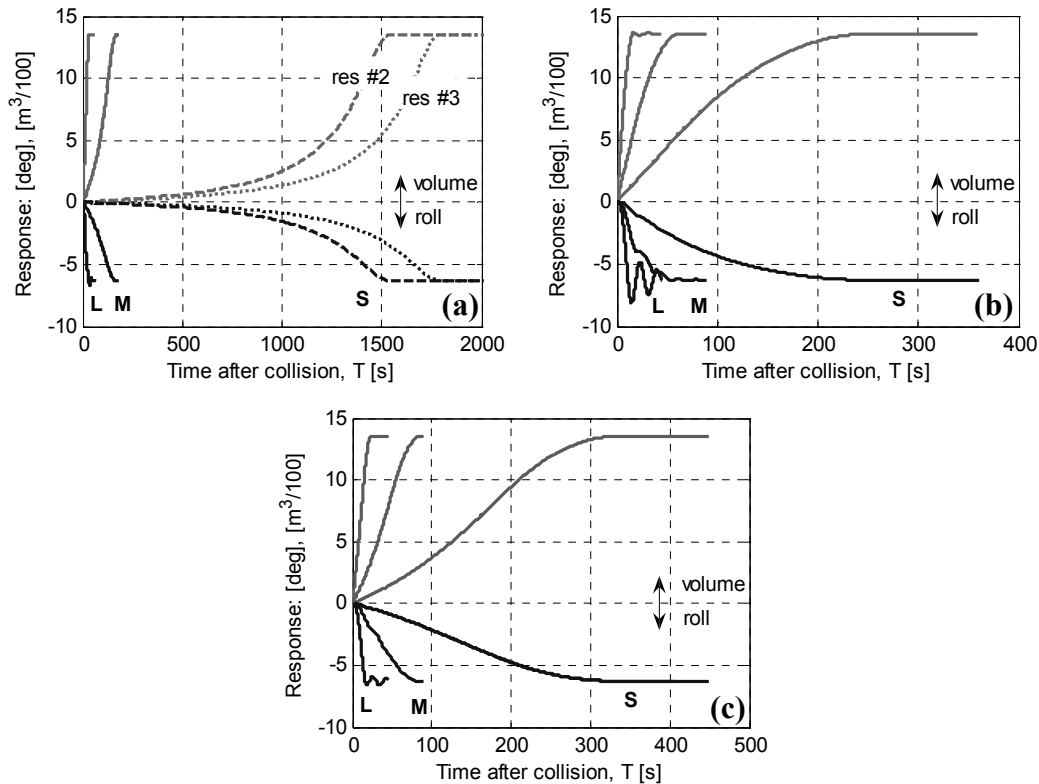 15
10
5
0
-5
-10
Response: [deg], [m³/100]
res #2
res #3
volume
roll
L M S
(a)
0 500 1000 1500 2000
Time after collision, T [s]
15
10
5
0
-5
-10
Response: [deg], [m³/100]
volume
roll
L M S
(b)
0 100 200 300 400
Time after collision, T [s]
15
10
5
0
-5
-10
Response: [deg], [m³/100]
volume
roll
L M S
(c)
0 100 200 300 400 500
Time after collision, T [s]